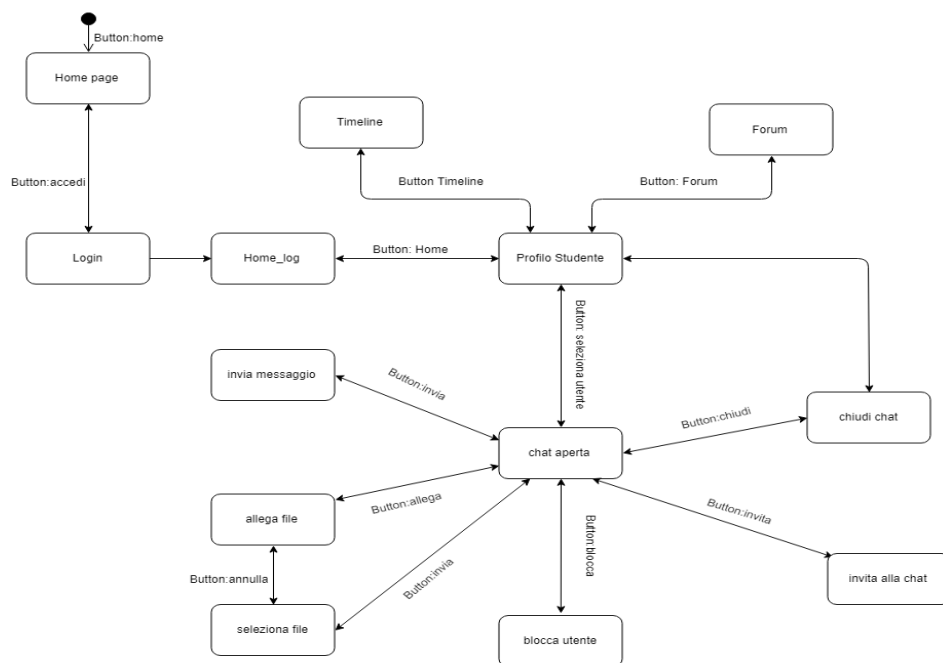 Button:home
Home page
Timeline
Forum
Button:accedi
Button Timeline
Button: Forum
Login
Home_log
Button: Home
Profilo Studente
Button: seleziona utente
invia messaggio
Button:invia
chiudi chat
Button:chiudi
chat aperta
allega file
Button:allega
Button:invita
Button:blocca
Button:annulla
Button:invia
invita alla chat
seleziona file
blocca utente